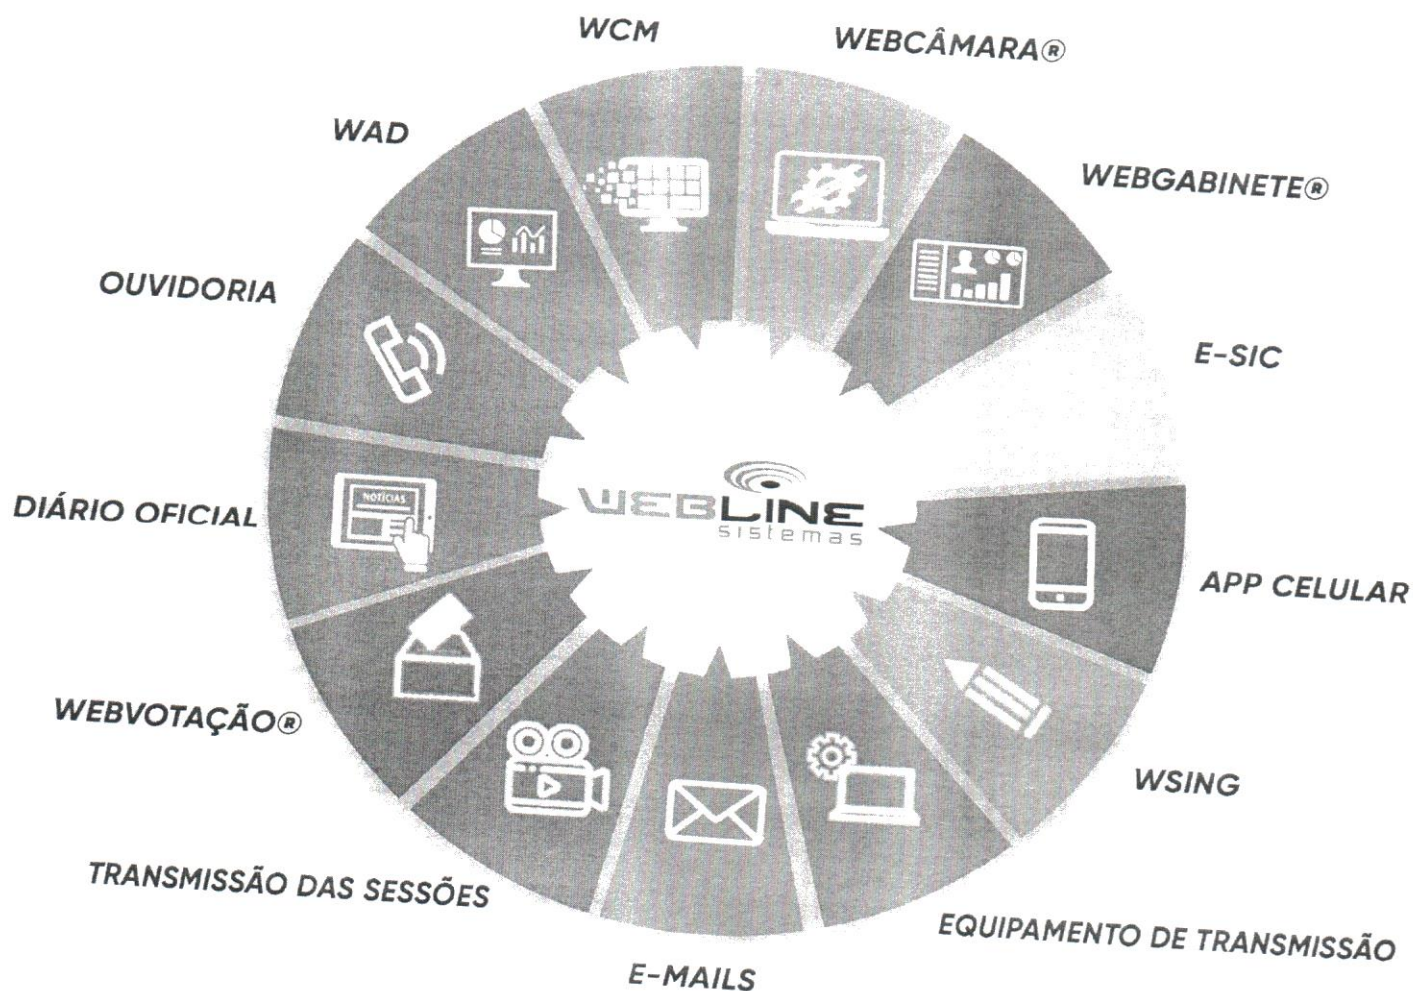 WCM
WEBCÂMARA®
WAD
WEBGABINETE®
OUVIDORIA
E-SIC
NOTÍCIAS
WEBLINE
sistemas
DIÁRIO OFICIAL
APP CELULAR
WEBVOTAÇÃO®
WSING
TRANSMISSÃO DAS SESSÕES
EQUIPAMENTO DE TRANSMISSÃO
E-MAILS